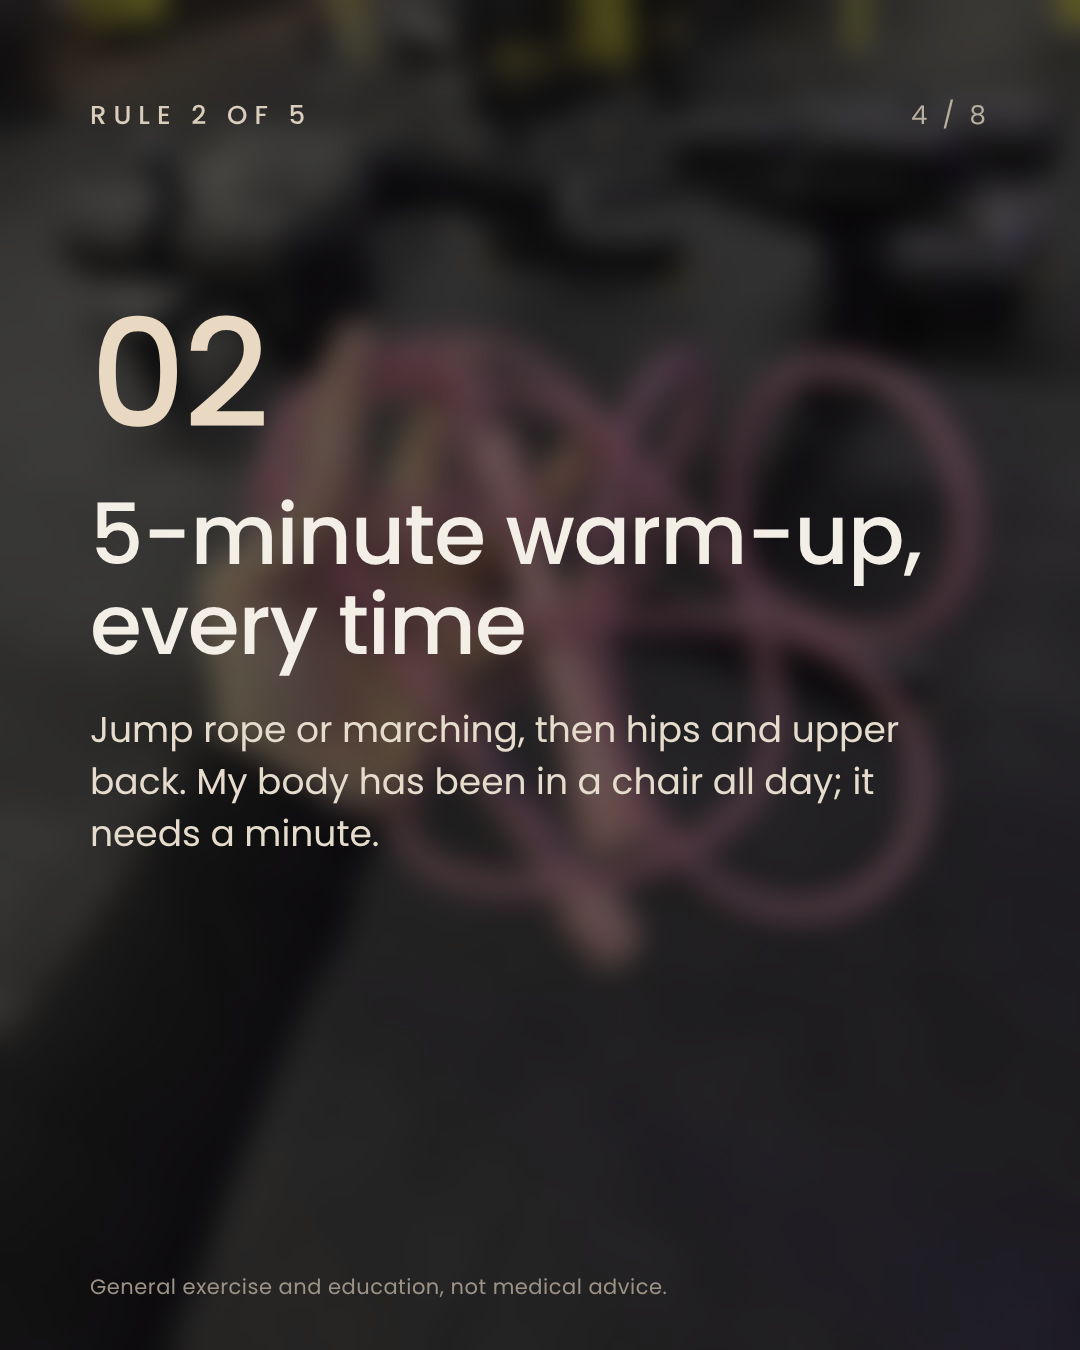 RULE 2 OF 5
4 / 8
02
5-minute warm-up,
every time
Jump rope or marching, then hips and upper
back. My body has been in a chair all day; it
needs a minute.
General exercise and education, not medical advice.